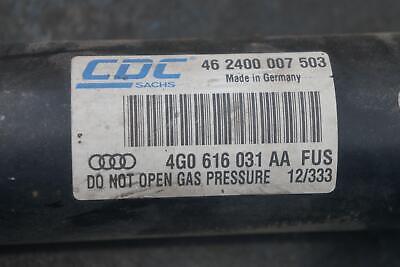 CDC 46 2400 007 503
SACHS Made in Germany
4G0 616 031 AA FUS
DO NOT OPEN GAS PRESSURE 12/333